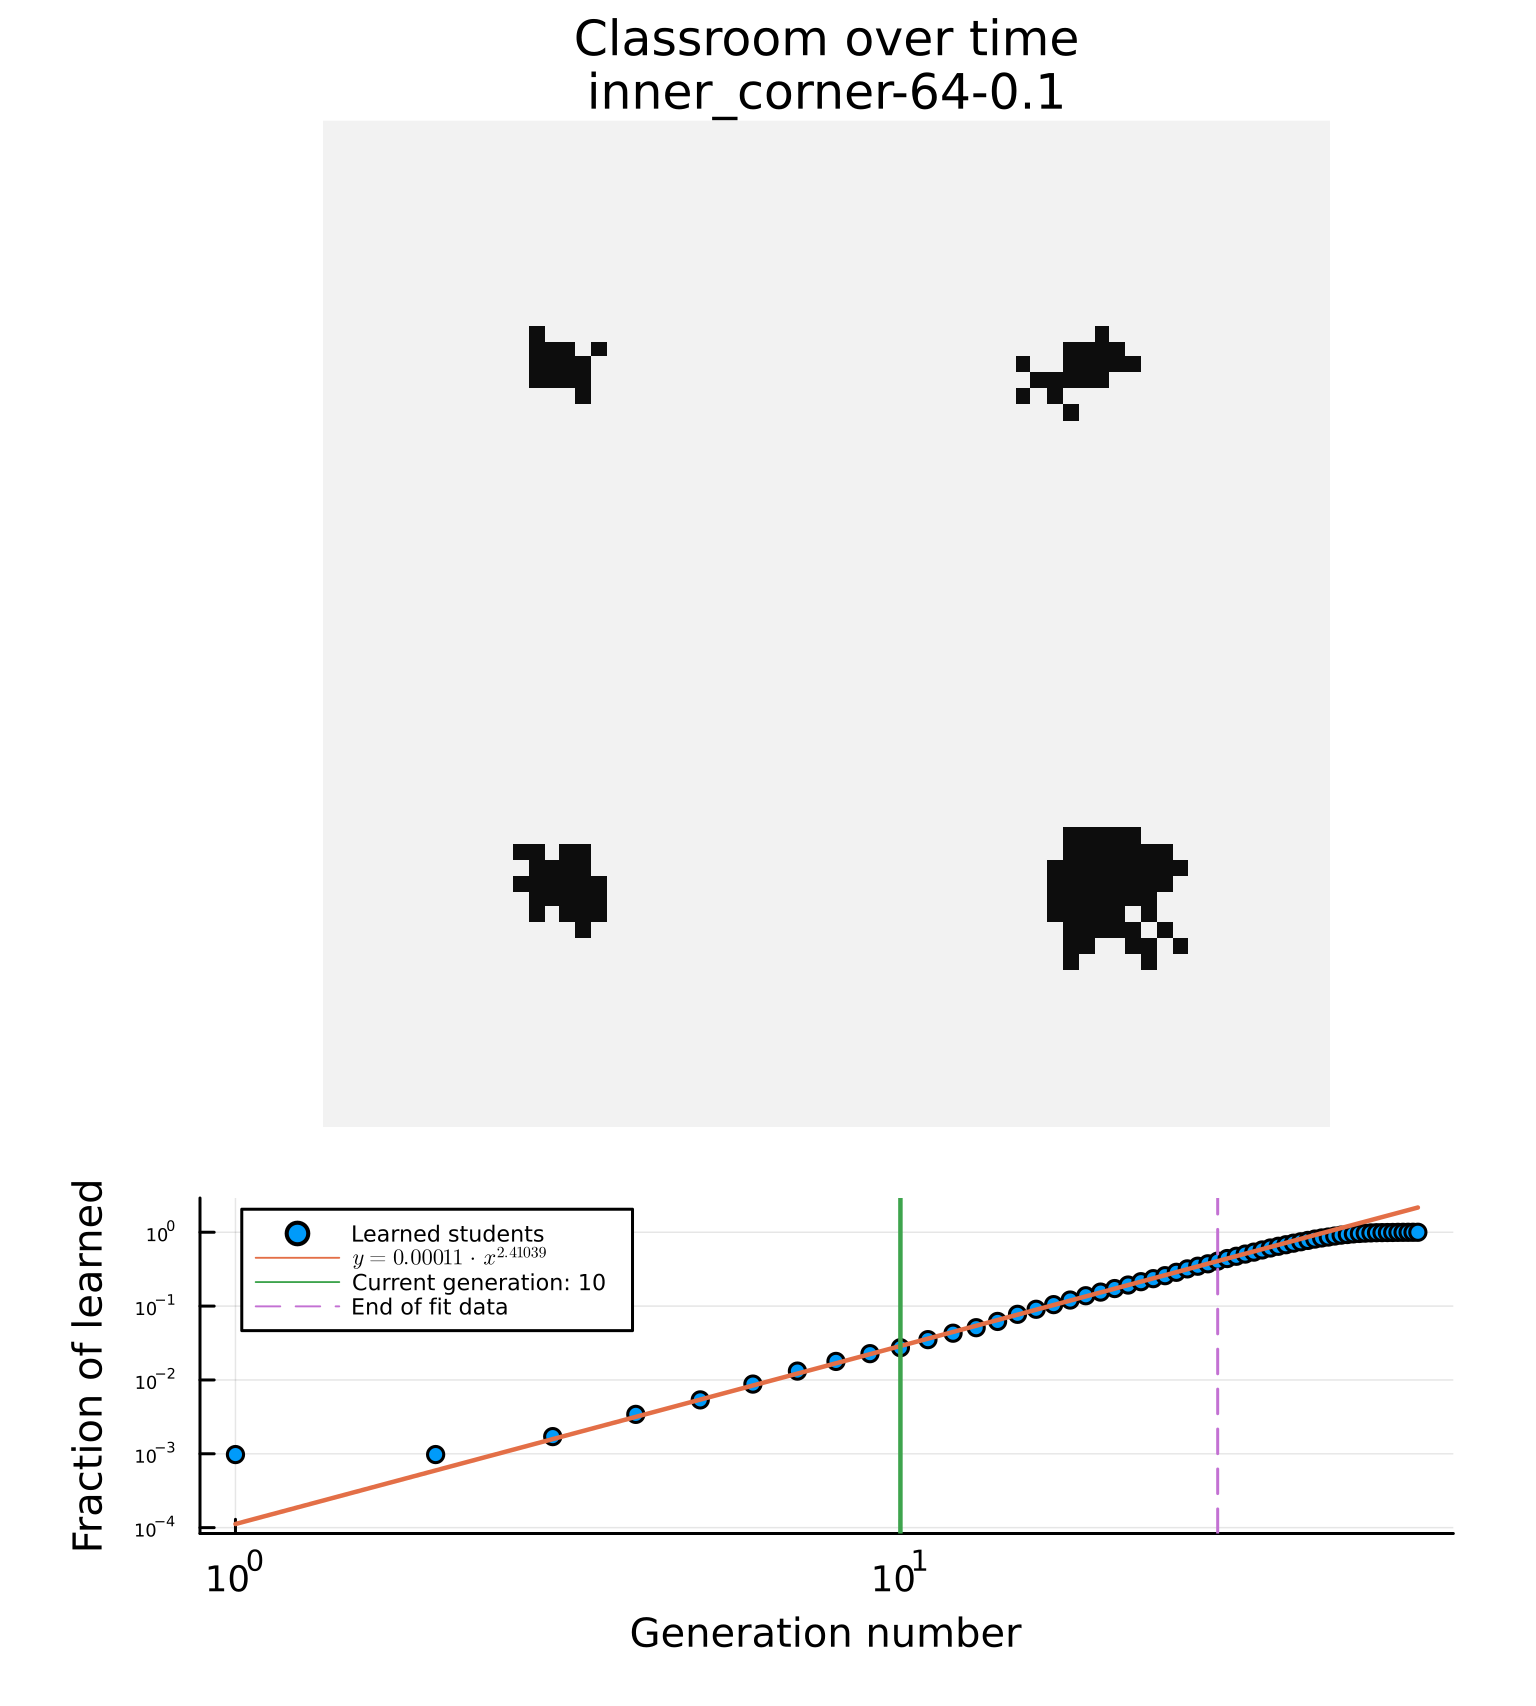 Classroom over time
inner_corner-64-0.1
Fraction of learned
10^0
10^-1
10^-2
10^-3
10^-4
Learned students
y = 0.00011 · x^2.41039
Current generation: 10
End of fit data
10^0
10^1
Generation number